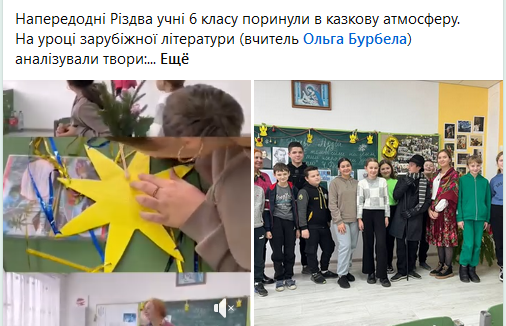 Напередодні Різдва учні 6 класу поринули в казкову атмосферу.
На уроці зарубіжної літератури (вчитель Ольга Бурбела)
аналізували твори:... Ещё